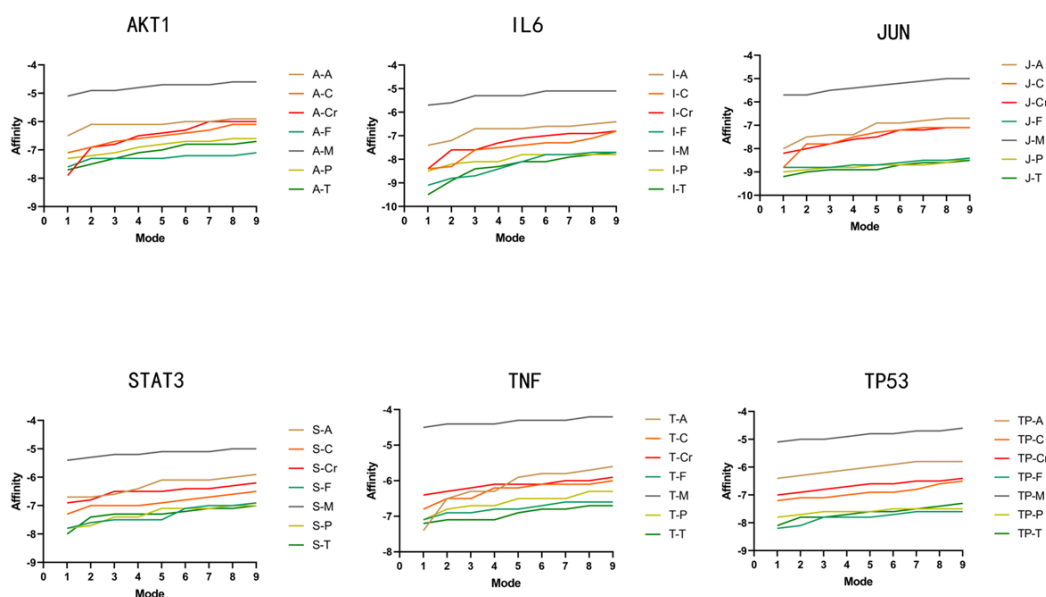 AKT1
-4
-5
-6
-7
-8
-9
Affinity
0 1 2 3 4 5 6 7 8 9
Mode
A-A
A-C
A-Cr
A-F
A-M
A-P
A-T
IL6
-4
-5
-6
-7
-8
-9
-10
Affinity
0 1 2 3 4 5 6 7 8 9
Mode
I-A
I-C
I-Cr
I-F
I-M
I-P
I-T
JUN
-4
-5
-6
-7
-8
-9
-10
Affinity
0 1 2 3 4 5 6 7 8 9
Mode
J-A
J-C
J-Cr
J-F
J-M
J-P
J-T
STAT3
-4
-5
-6
-7
-8
-9
Affinity
0 1 2 3 4 5 6 7 8 9
Mode
S-A
S-C
S-Cr
S-F
S-M
S-P
S-T
TNF
-4
-5
-6
-7
-8
Affinity
0 1 2 3 4 5 6 7 8 9
Mode
T-A
T-C
T-Cr
T-F
T-M
T-P
T-T
TP53
-4
-5
-6
-7
-8
-9
Affinity
0 1 2 3 4 5 6 7 8 9
Mode
TP-A
TP-C
TP-Cr
TP-F
TP-M
TP-P
TP-T